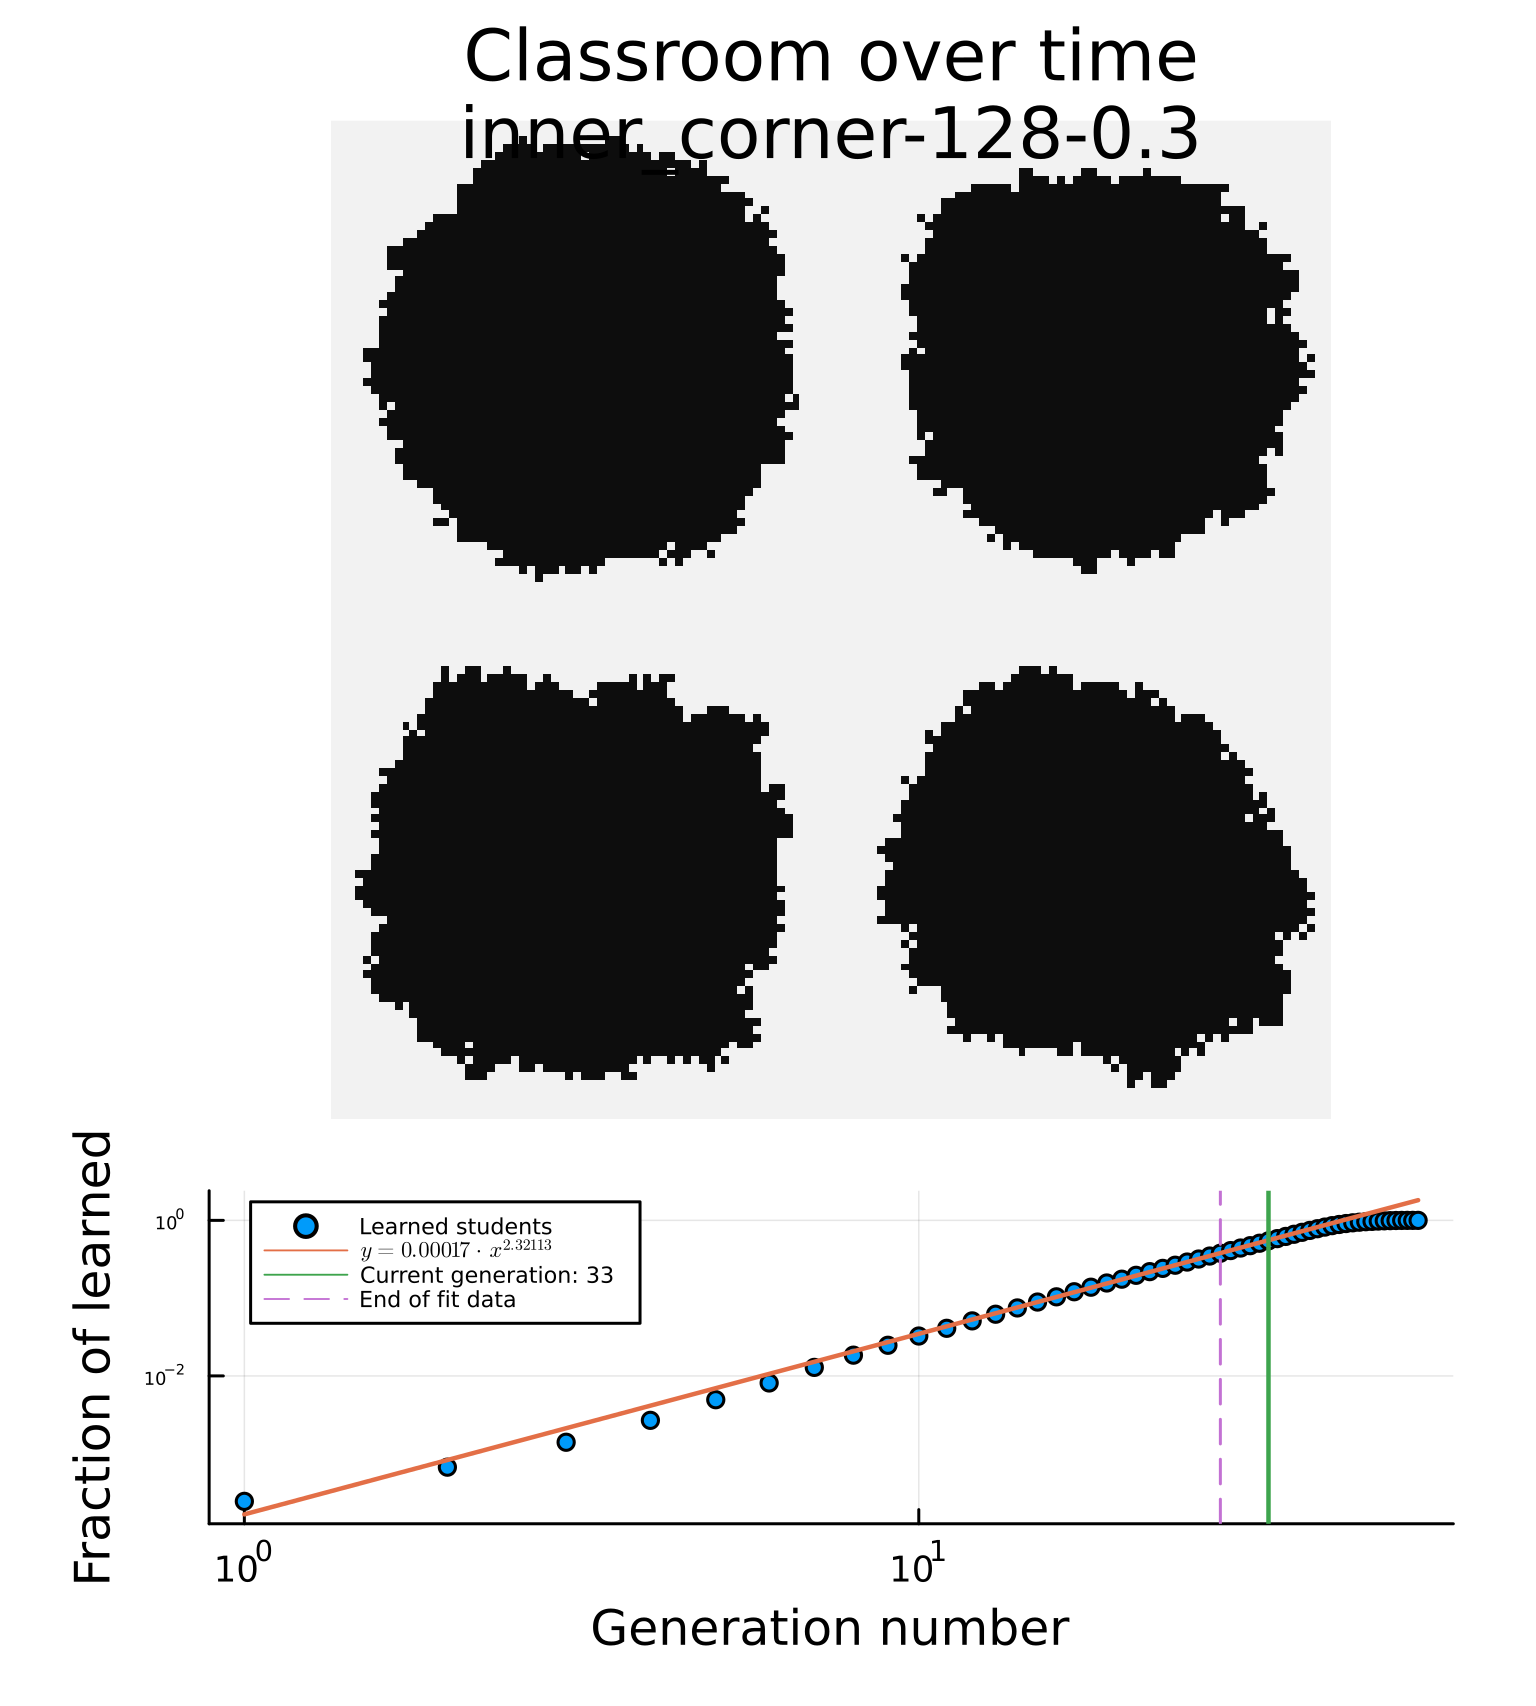 Classroom over time
inner_corner-128-0.3
Fraction of learned
10^0
10^-2
Learned students
y = 0.00017 · x^2.32113
Current generation: 33
End of fit data
10^0
10^1
Generation number